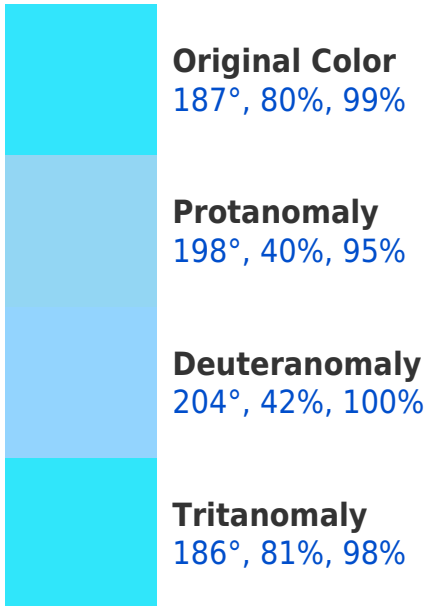 Original Color
187°, 80%, 99%
Protanomaly
198°, 40%, 95%
Deuteranomaly
204°, 42%, 100%
Tritanomaly
186°, 81%, 98%